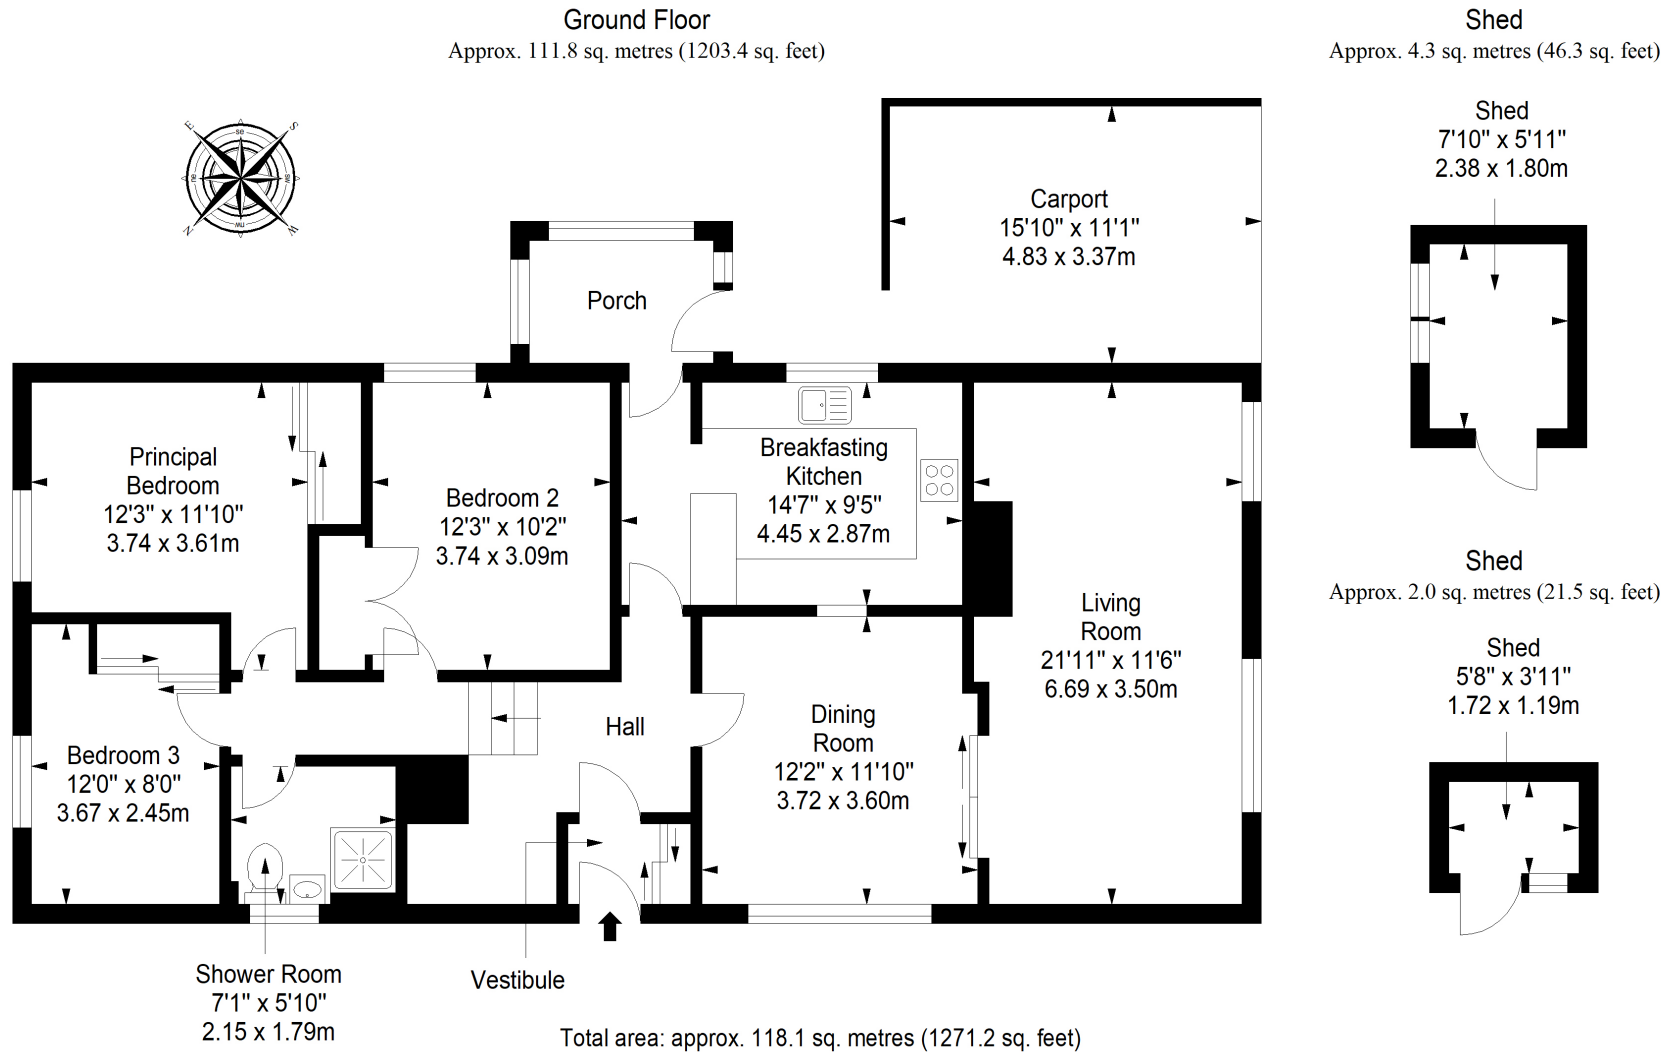 Ground Floor
Approx. 111.8 sq. metres (1203.4 sq. feet)
Shed
Approx. 4.3 sq. metres (46.3 sq. feet)
Shed
7'10" x 5'11"
2.38 x 1.80m
E
S
se
ne
sw
nw
N
W
Carport
15'10" x 11'1"
4.83 x 3.37m
Porch
Principal
Bedroom
12'3" x 11'10"
3.74 x 3.61m
Bedroom 2
12'3" x 10'2"
3.74 x 3.09m
Breakfasting
Kitchen
14'7" x 9'5"
4.45 x 2.87m
Living
Room
21'11" x 11'6"
6.69 x 3.50m
Shed
Approx. 2.0 sq. metres (21.5 sq. feet)
Shed
5'8" x 3'11"
1.72 x 1.19m
Hall
Dining
Room
12'2" x 11'10"
3.72 x 3.60m
Bedroom 3
12'0" x 8'0"
3.67 x 2.45m
Shower Room
7'1" x 5'10"
2.15 x 1.79m
Vestibule
Total area: approx. 118.1 sq. metres (1271.2 sq. feet)